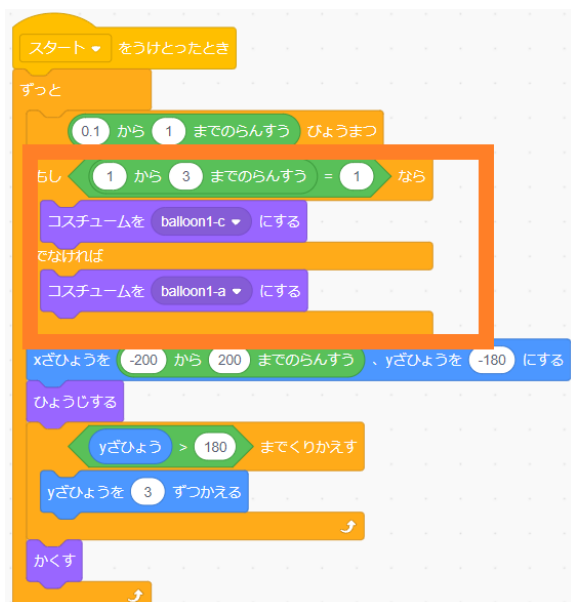 スタート をうけとったとき
ずっと
0.1 から 1 までのらんすう びょうまつ
もし 1 から 3 までのらんすう = 1 なら
コスチュームを balloon1-c にする
でなければ
コスチュームを balloon1-a にする
xざひょうを -200 から 200 までのらんすう 、yざひょうを -180 にする
ひょうじする
yざひょう > 180 までくりかえす
yざひょうを 3 ずつかえる
かくす